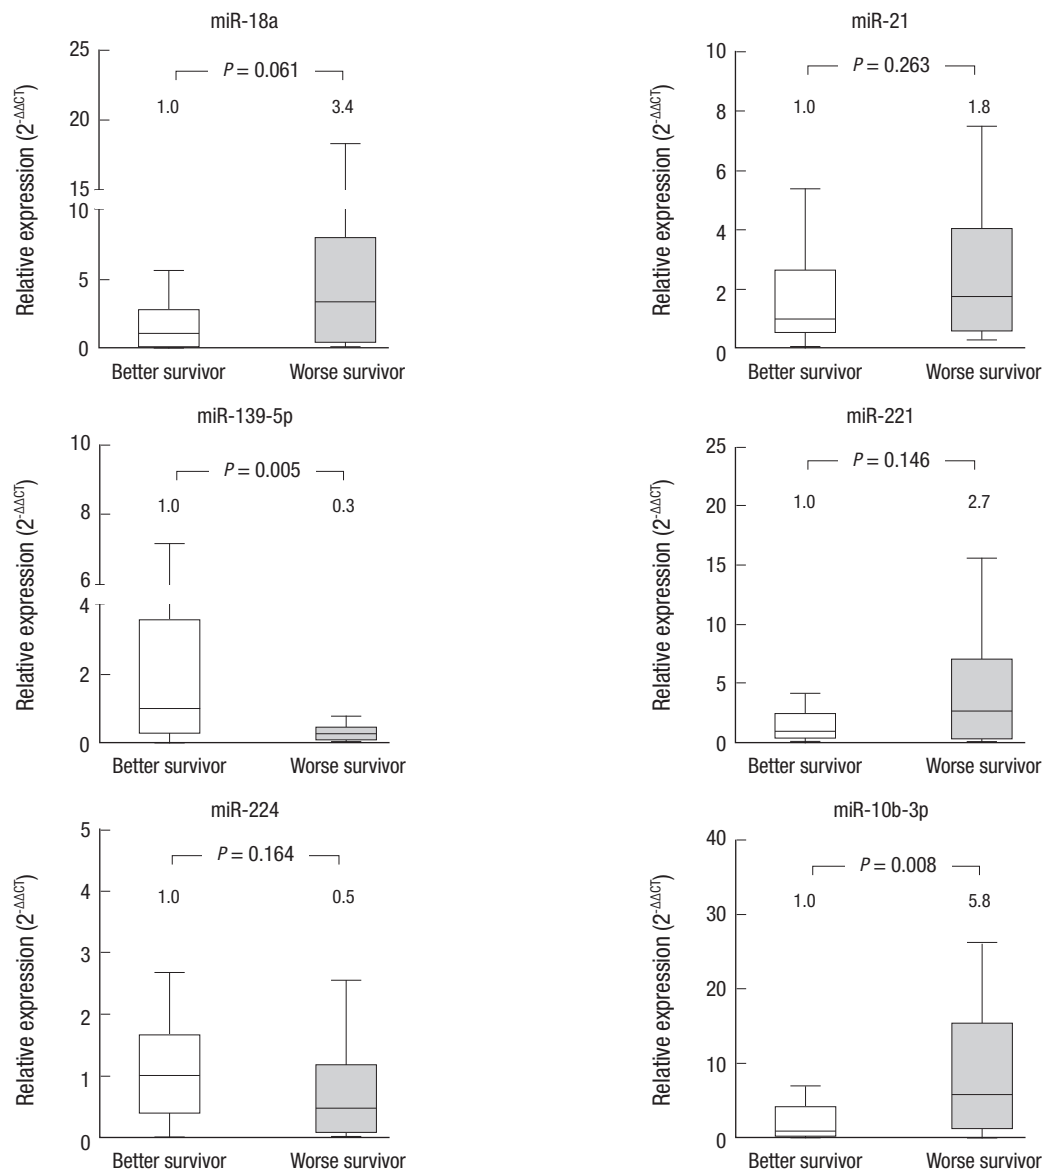 miR-18a
Relative expression (2-ΔΔCT)
25
20
15
10
5
0
P = 0.061
1.0
3.4
Better survivor
Worse survivor
miR-21
Relative expression (2-ΔΔCT)
10
8
6
4
2
0
P = 0.263
1.0
1.8
Better survivor
Worse survivor
miR-139-5p
Relative expression (2-ΔΔCT)
10
8
6
4
2
0
P = 0.005
1.0
0.3
Better survivor
Worse survivor
miR-221
Relative expression (2-ΔΔCT)
25
20
15
10
5
0
P = 0.146
1.0
2.7
Better survivor
Worse survivor
miR-224
Relative expression (2-ΔΔCT)
5
4
3
2
1
0
P = 0.164
1.0
0.5
Better survivor
Worse survivor
miR-10b-3p
Relative expression (2-ΔΔCT)
40
30
20
10
0
P = 0.008
1.0
5.8
Better survivor
Worse survivor